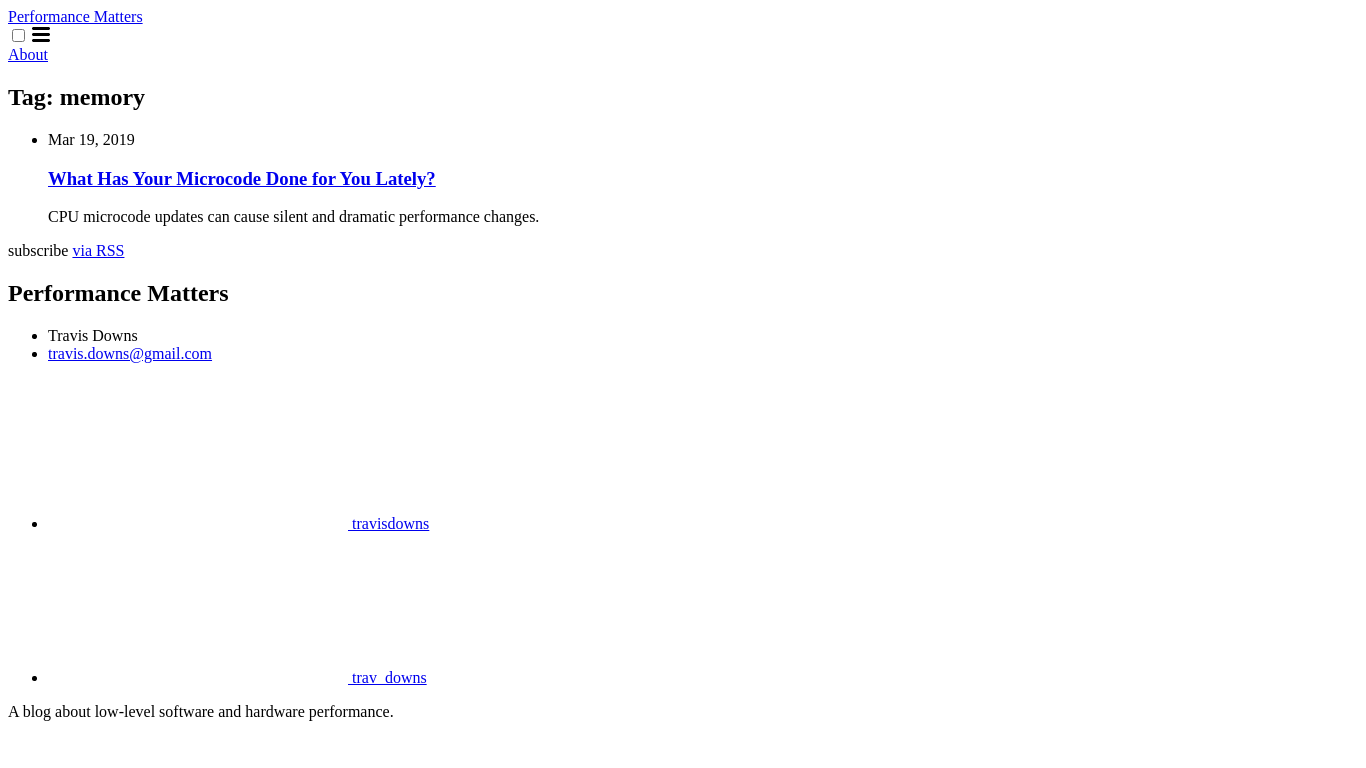 Performance Matters
About
Tag: memory
Mar 19, 2019
What Has Your Microcode Done for You Lately?
CPU microcode updates can cause silent and dramatic performance changes.
subscribe via RSS
Performance Matters
Travis Downs
travis.downs@gmail.com
travisdowns
trav_downs
A blog about low-level software and hardware performance.